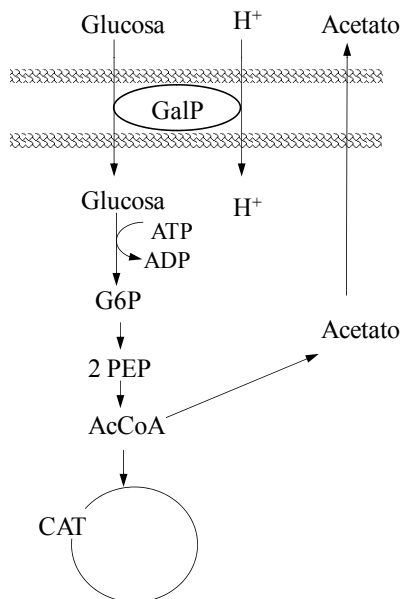 Glucosa H⁺ Acetato
GalP
Glucosa H⁺
ATP
ADP
G6P
Acetato
2 PEP
AcCoA
CAT